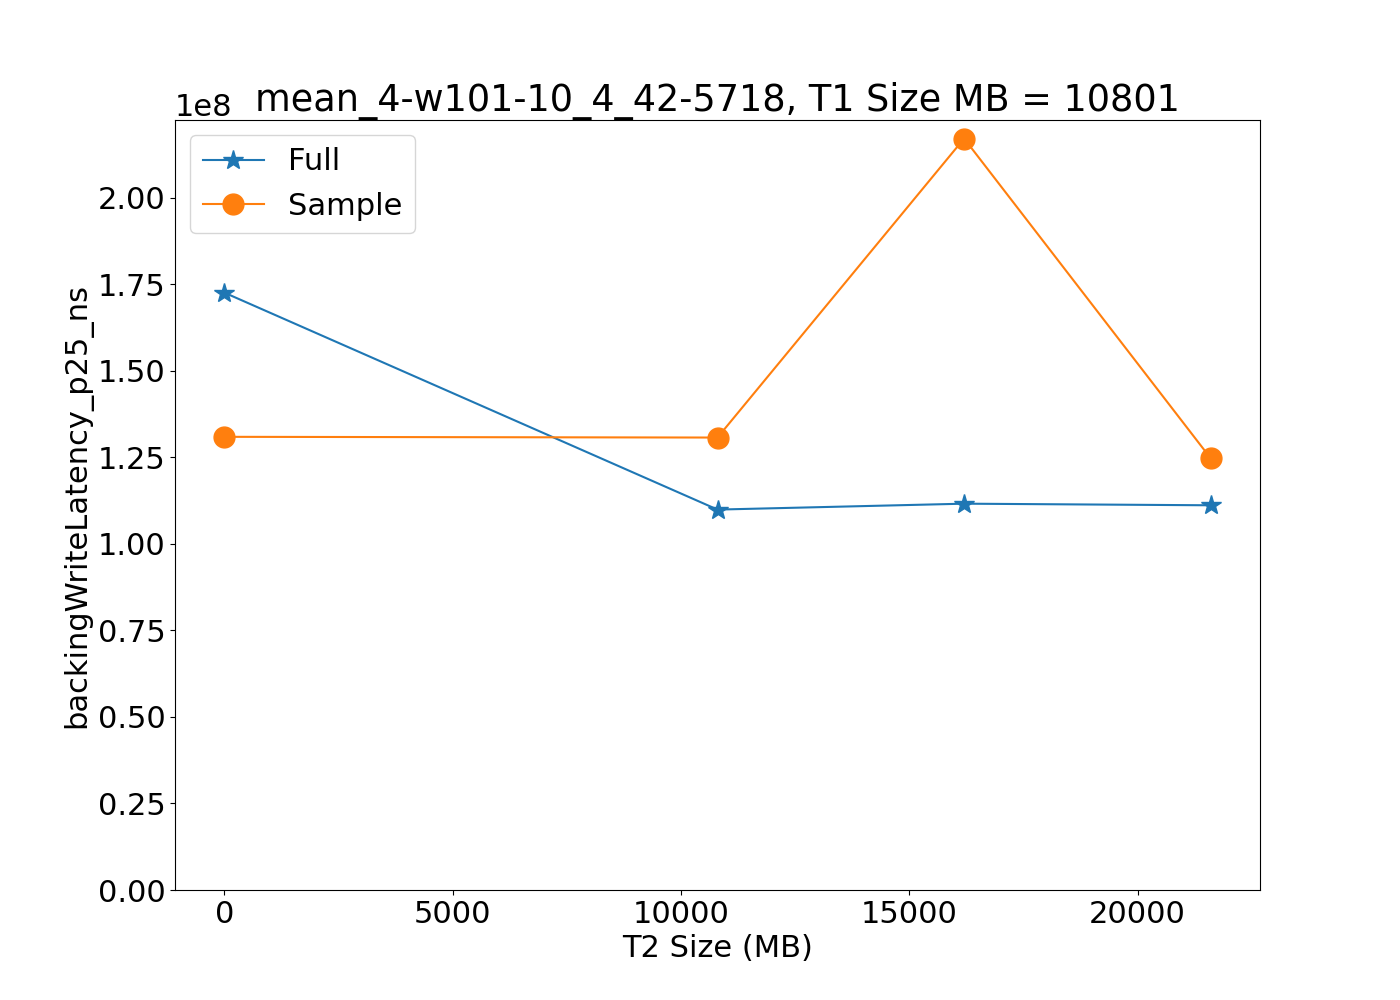 1e8
mean_4-w101-10_4_42-5718, T1 Size MB = 10801
Full
Sample
backingWriteLatency_p25_ns
2.00
1.75
1.50
1.25
1.00
0.75
0.50
0.25
0.00
0 5000 10000 15000 20000
T2 Size (MB)